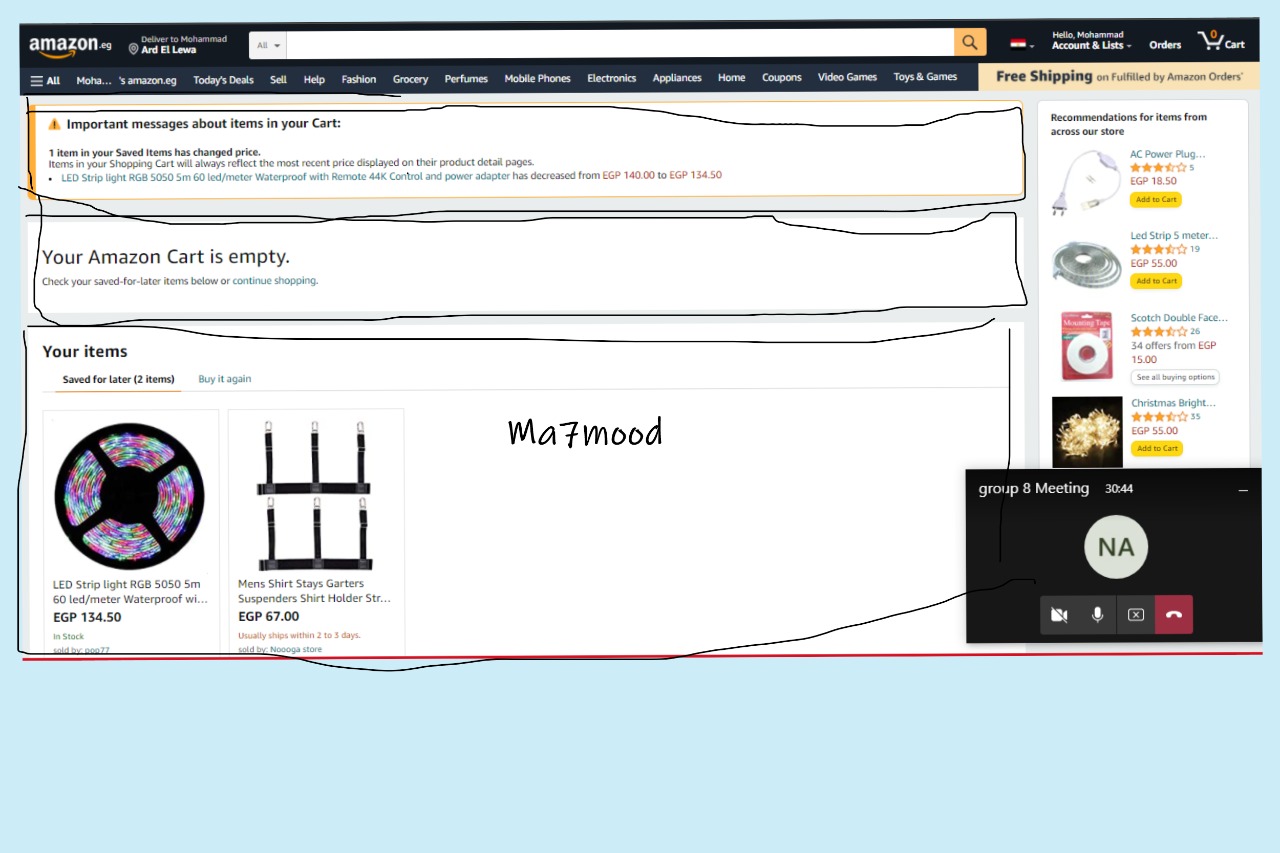 amazon.eg
Deliver to Mohammad
Ard El Lewa
All
Hello, Mohammad
Account & Lists
Orders
0
Cart
All
Moha... 's amazon.eg
Today's Deals
Sell
Help
Fashion
Grocery
Perfumes
Mobile Phones
Electronics
Appliances
Home
Coupons
Video Games
Toys & Games
Free Shipping on Fulfilled by Amazon Orders*
Important messages about items in your Cart:
1 item in your Saved Items has changed price.
Items in your Shopping Cart will always reflect the most recent price displayed on their product detail pages.
• LED Strip light RGB 5050 5m 60 led/meter Waterproof with Remote 44K Control and power adapter has decreased from EGP 140.00 to EGP 134.50
Your Amazon Cart is empty.
Check your saved-for-later items below or continue shopping.
Your items
Saved for later (2 items)
Buy it again
LED Strip light RGB 5050 5m
60 led/meter Waterproof wi...
EGP 134.50
In Stock
sold by: pop77
Mens Shirt Stays Garters
Suspenders Shirt Holder Str...
EGP 67.00
Usually ships within 2 to 3 days.
sold by: Noooga store
Ma7mood
Recommendations for items from
across our store
AC Power Plug...
5
EGP 18.50
Add to Cart
Led Strip 5 meter...
19
EGP 55.00
Add to Cart
Mounting Tape
Scotch Double Face...
26
34 offers from EGP
15.00
See all buying options
Christmas Bright...
35
EGP 55.00
Add to Cart
group 8 Meeting
30:44
NA